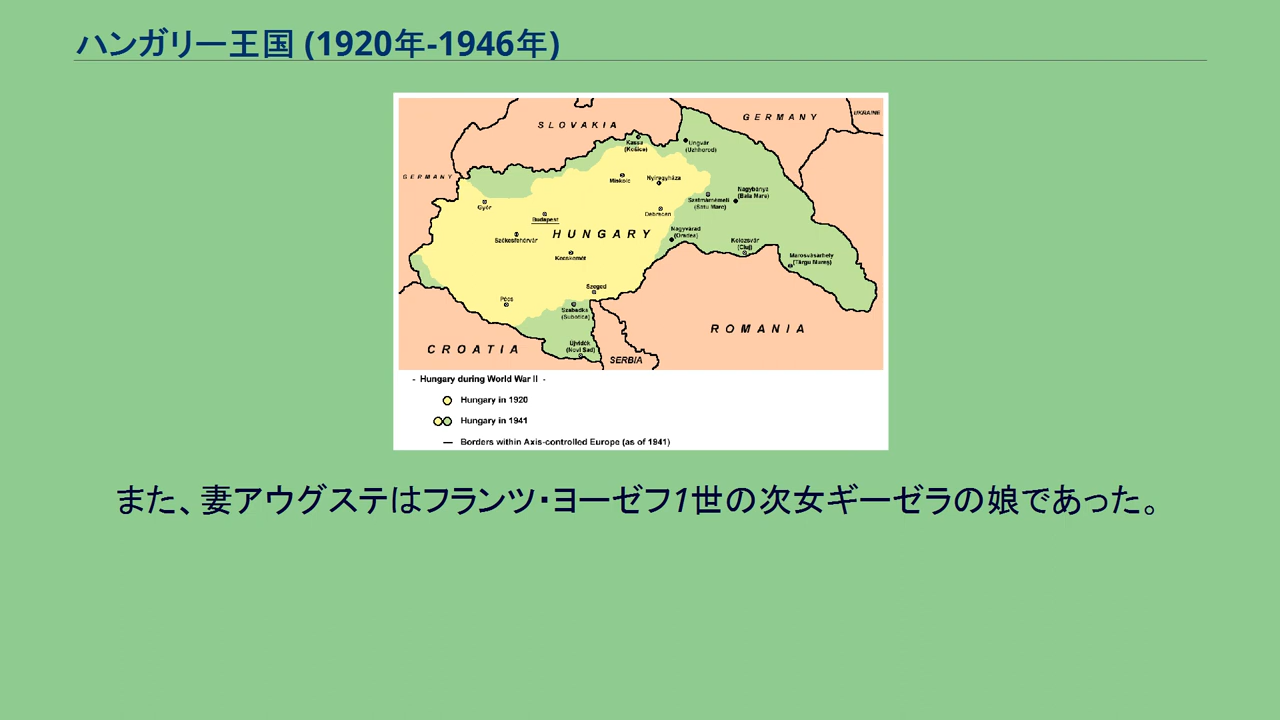 ハンガリー王国 (1920年-1946年)
SLOVAKIA
GERMANY
UKRAINE
Kassa
(Košice)
Ungvár
(Uzhhorod)
GERMANY
Miskolc
Nyíregyháza
Szatmárnémeti
(Satu Mare)
Nagybánya
(Baia Mare)
Győr
Budapest
Debrecen
Székesfehérvár
HUNGARY
Nagyvárad
(Oradea)
Kolozsvár
(Cluj)
Kecskemét
Marosvásárhely
(Târgu Mureş)
Szeged
Pécs
Szabadka
(Subotica)
ROMANIA
CROATIA
Újvidék
(Novi Sad)
SERBIA
- Hungary during World War II -
Hungary in 1920
Hungary in 1941
Borders within Axis-controlled Europe (as of 1941)
また、妻アウグステはフランツ・ヨーゼフ1世の次女ギーゼラの娘であった。